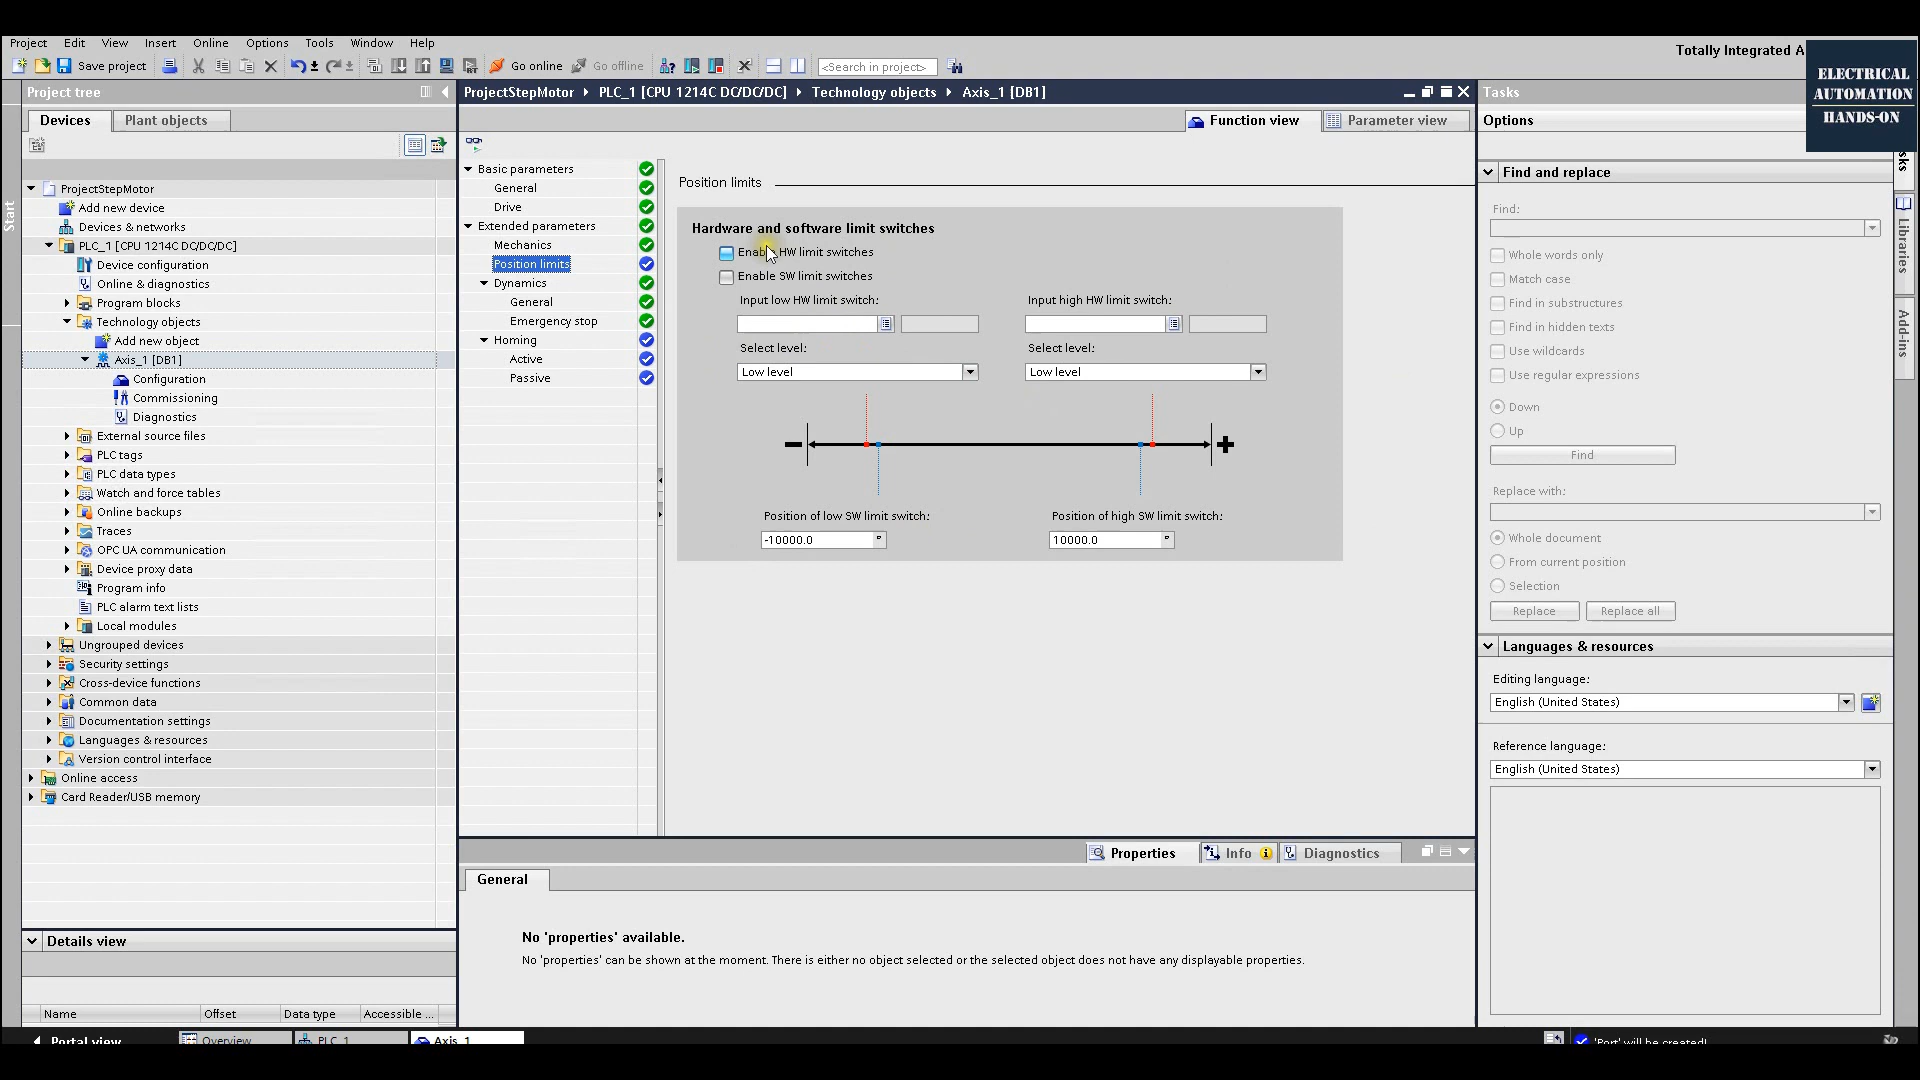 Project Edit View Insert Online Options Tools Window Help
Totally Integrated A
Save project Go online Go offline <Search in project>
ELECTRICAL
AUTOMATION
HANDS-ON
Project tree
ProjectStepMotor PLC_1 [CPU 1214C DC/DC/DC] Technology objects Axis_1 [DB1]
Tasks
Devices Plant objects
Function view Parameter view
Options
Start
ProjectStepMotor
Add new device
Devices & networks
PLC_1 [CPU 1214C DC/DC/DC]
Device configuration
Online & diagnostics
Program blocks
Technology objects
Add new object
Axis_1 [DB1]
Configuration
Commissioning
Diagnostics
External source files
PLC tags
PLC data types
Watch and force tables
Online backups
Traces
OPC UA communication
Device proxy data
Program info
PLC alarm text lists
Local modules
Ungrouped devices
Security settings
Cross-device functions
Common data
Documentation settings
Languages & resources
Version control interface
Online access
Card Reader/USB memory
Details view
Name Offset Data type Accessible ...
Basic parameters
General
Drive
Extended parameters
Mechanics
Position limits
Dynamics
General
Emergency stop
Homing
Active
Passive
Position limits
Hardware and software limit switches
Enable HW limit switches
Enable SW limit switches
Input low HW limit switch: Input high HW limit switch:
Select level: Select level:
Low level Low level
Position of low SW limit switch: Position of high SW limit switch:
-10000.0 ° 10000.0 °
Properties Info Diagnostics
General
No 'properties' available.
No 'properties' can be shown at the moment. There is either no object selected or the selected object does not have any displayable properties.
Find and replace
Find:
Whole words only
Match case
Find in substructures
Find in hidden texts
Use wildcards
Use regular expressions
Down
Up
Find
Replace with:
Whole document
From current position
Selection
Replace Replace all
Languages & resources
Editing language:
English (United States)
Reference language:
English (United States)
Libraries
Add-ins
Portal view Overview PLC_1 Axis_1 'Port' will be created!